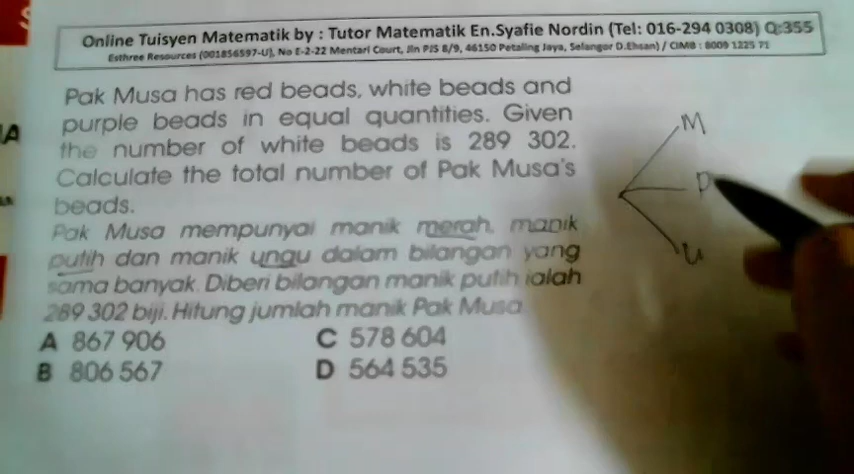 Online Tuisyen Matematik by : Tutor Matematik En.Syafie Nordin (Tel: 016-294 0308) Q:355
Esthree Resources (001856597-U), No E-2-22 Mentari Court, Jln PJS 8/9, 46150 Petaling Jaya, Selangor D.Ehsan) / CIMB : 8009 1225 71
Pak Musa has red beads, white beads and
purple beads in equal quantities. Given
the number of white beads is 289 302.
Calculate the total number of Pak Musa's
beads.
Pak Musa mempunyai manik merah, manik
putih dan manik ungu dalam bilangan yang
sama banyak. Diberi bilangan manik putih ialah
289 302 biji. Hitung jumlah manik Pak Musa
A 867 906
C 578 604
B 806 567
D 564 535
M
P
U
A